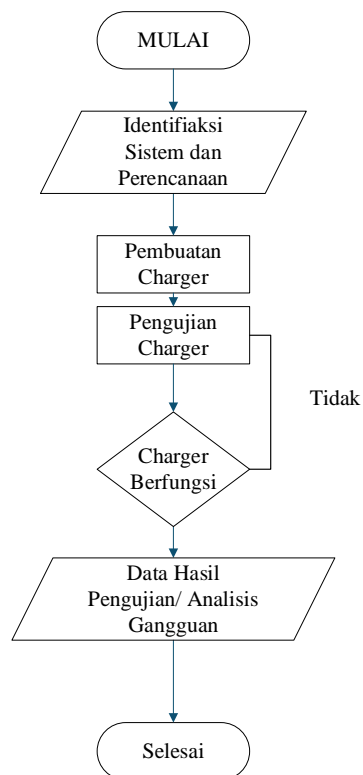 MULAI
Identifiaksi
Sistem dan
Perencanaan
Pembuatan
Charger
Pengujian
Charger
Tidak
Charger
Berfungsi
Data Hasil
Pengujian/ Analisis
Gangguan
Selesai